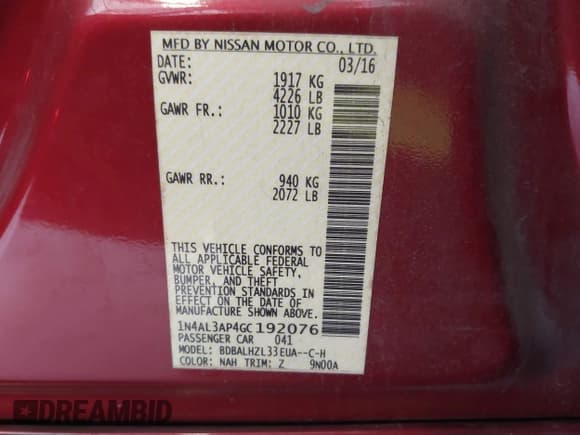 MFD BY NISSAN MOTOR CO., LTD.
DATE: 03/16
GVWR: 1917 KG
4226 LB
GAWR FR.: 1010 KG
2227 LB
GAWR RR.: 940 KG
2072 LB
THIS VEHICLE CONFORMS TO
ALL APPLICABLE FEDERAL
MOTOR VEHICLE SAFETY,
BUMPER, AND THEFT
PREVENTION STANDARDS IN
EFFECT ON THE DATE OF
MANUFACTURE SHOWN ABOVE.
1N4AL3AP4GC192076
PASSENGER CAR 041
MODEL: BDBALHZL33EUA--C-H
COLOR: NAH TRIM: Z 9N00A
DREAMBID